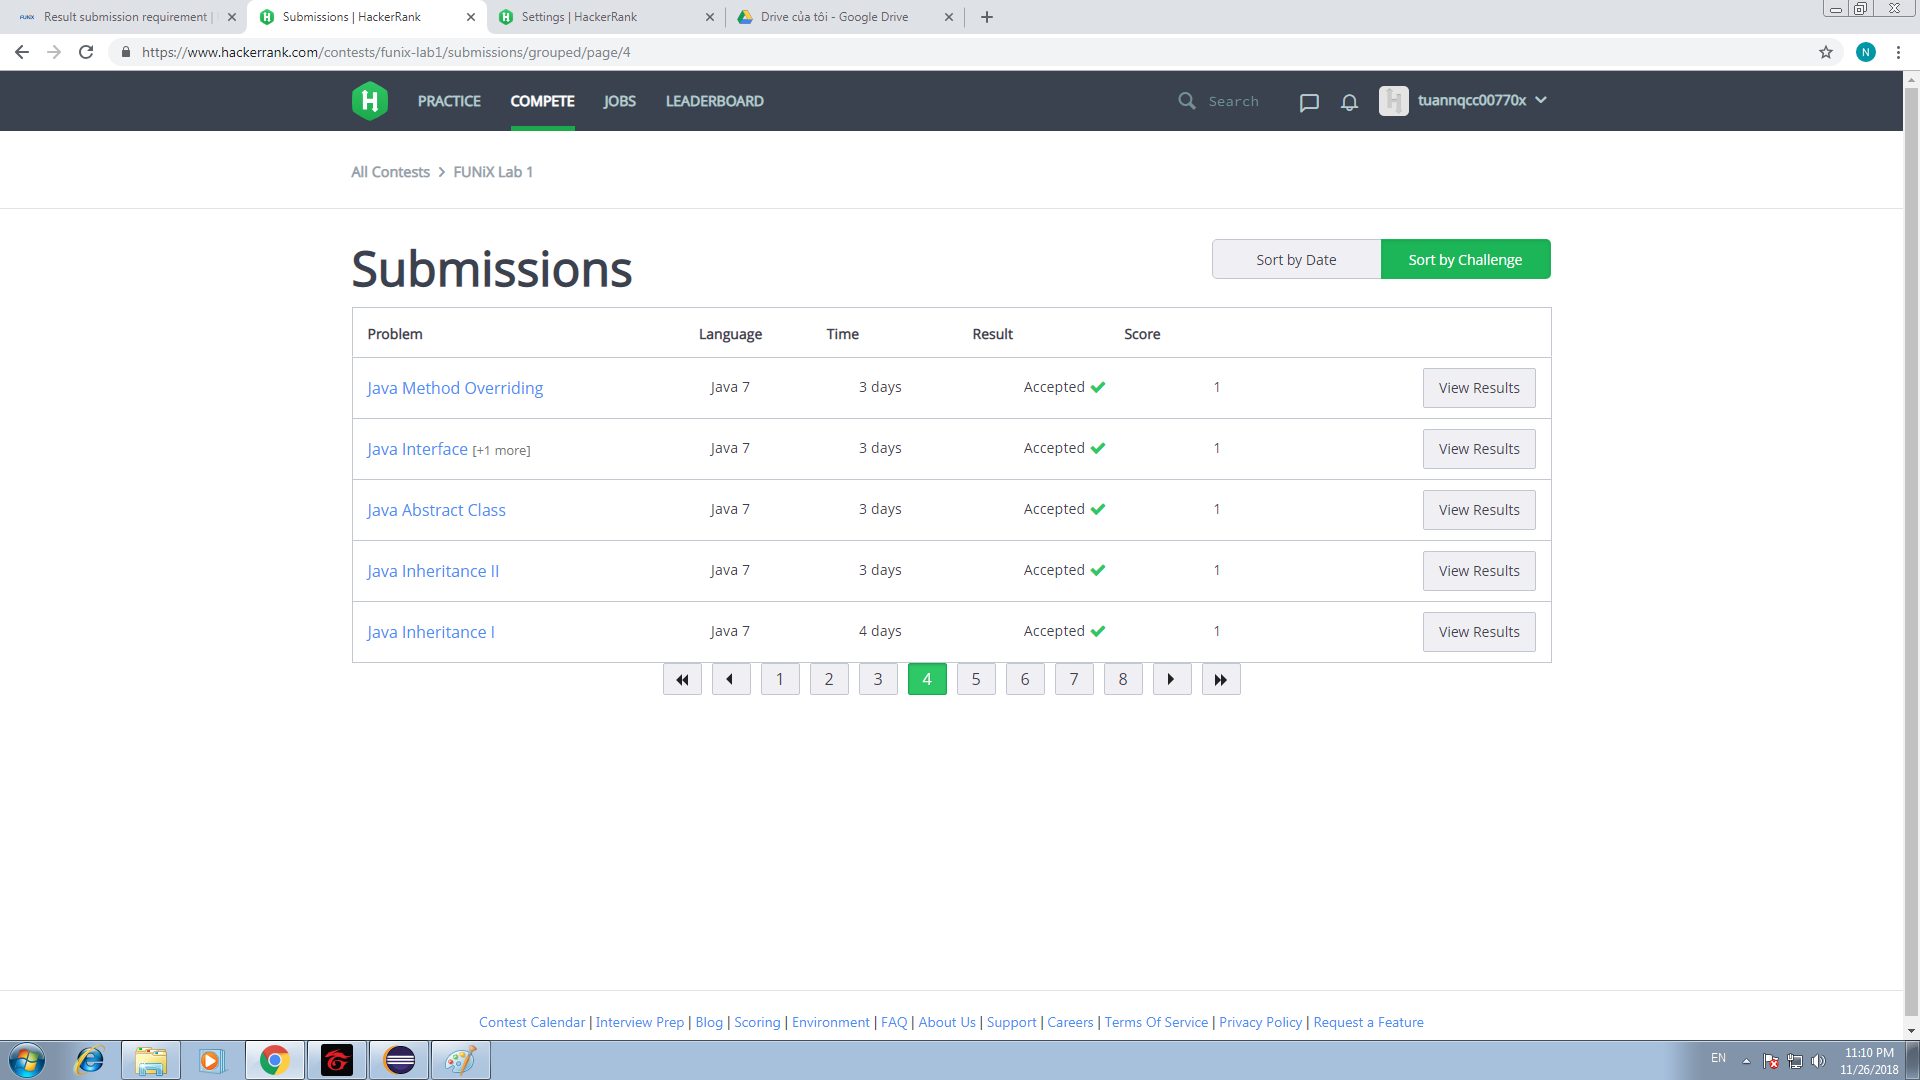 FUNiX Result submission requirement |
Submissions | HackerRank
Settings | HackerRank
Drive của tôi - Google Drive
https://www.hackerrank.com/contests/funix-lab1/submissions/grouped/page/4
N
H
PRACTICE
COMPETE
JOBS
LEADERBOARD
Search
tuannqcc00770x
All Contests
FUNiX Lab 1
Submissions
Sort by Date
Sort by Challenge
Problem Language Time Result Score
Java Method Overriding Java 7 3 days Accepted 1 View Results
Java Interface [+1 more] Java 7 3 days Accepted 1 View Results
Java Abstract Class Java 7 3 days Accepted 1 View Results
Java Inheritance II Java 7 3 days Accepted 1 View Results
Java Inheritance I Java 7 4 days Accepted 1 View Results
1 2 3 4 5 6 7 8
Contest Calendar | Interview Prep | Blog | Scoring | Environment | FAQ | About Us | Support | Careers | Terms Of Service | Privacy Policy | Request a Feature
EN
11:10 PM
11/26/2018